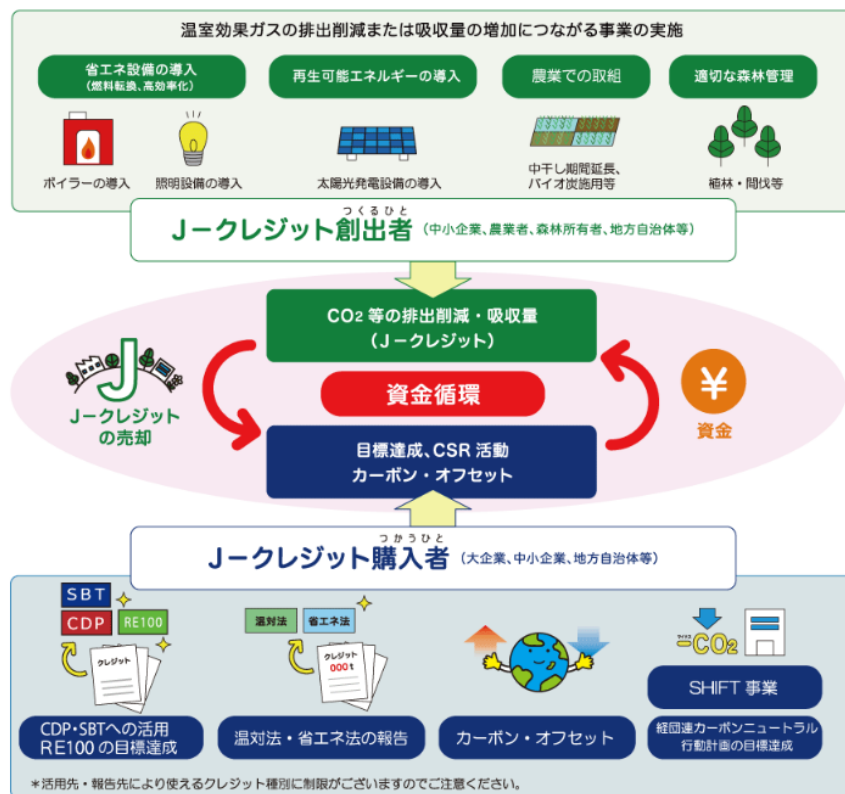 温室効果ガスの排出削減または吸収量の増加につながる事業の実施
省エネ設備の導入
(燃料転換、高効率化)
再生可能エネルギーの導入
農業での取組
適切な森林管理
ボイラーの導入
照明設備の導入
太陽光発電設備の導入
中干し期間延長、
バイオ炭施用等
植林・間伐等
つくるひと
J-クレジット創出者(中小企業、農業者、森林所有者、地方自治体等)
CO2等の排出削減・吸収量
(J-クレジット)
J
J-クレジット
の売却
資金循環
¥
資金
目標達成、CSR活動
カーボン・オフセット
つかうひと
J-クレジット購入者(大企業、中小企業、地方自治体等)
SBT
CDP
RE100
クレジット
CDP・SBTへの活用
RE100の目標達成
温対法
省エネ法
クレジット
000t
温対法・省エネ法の報告
カーボン・オフセット
マイナス
-CO2
SHIFT事業
経団連カーボンニュートラル
行動計画の目標達成
*活用先・報告先により使えるクレジット種別に制限がございますのでご注意ください。